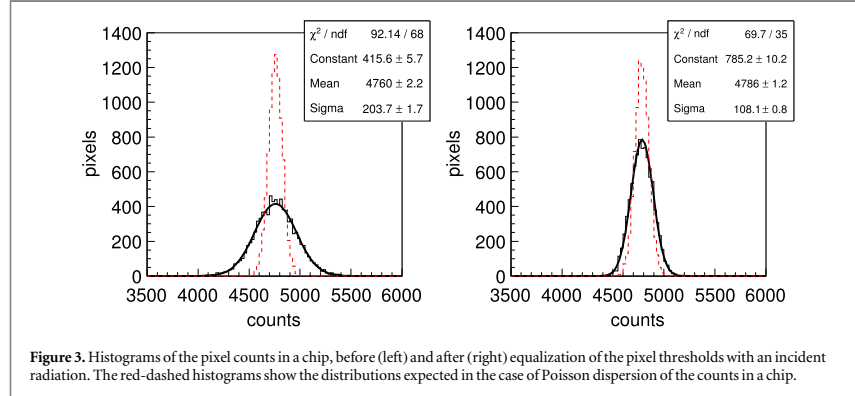 χ² / ndf 92.14 / 68
Constant 415.6 ± 5.7
Mean 4760 ± 2.2
Sigma 203.7 ± 1.7
1400
1200
1000
800
600
400
200
0
pixels
3500 4000 4500 5000 5500 6000
counts
χ² / ndf 69.7 / 35
Constant 785.2 ± 10.2
Mean 4786 ± 1.2
Sigma 108.1 ± 0.8
1400
1200
1000
800
600
400
200
0
pixels
3500 4000 4500 5000 5500 6000
counts
Figure 3. Histograms of the pixel counts in a chip, before (left) and after (right) equalization of the pixel thresholds with an incident
radiation. The red-dashed histograms show the distributions expected in the case of Poisson dispersion of the counts in a chip.